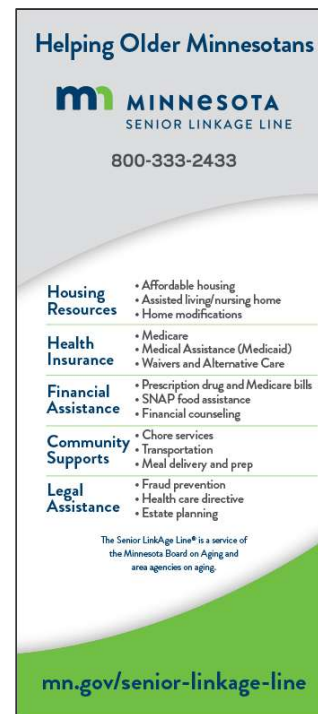 Helping Older Minnesotans
mn MINNESOTA
SENIOR LINKAGE LINE
800-333-2433
Housing Resources
• Affordable housing
• Assisted living/nursing home
• Home modifications
Health Insurance
• Medicare
• Medical Assistance (Medicaid)
• Waivers and Alternative Care
Financial Assistance
• Prescription drug and Medicare bills
• SNAP food assistance
• Financial counseling
Community Supports
• Chore services
• Transportation
• Meal delivery and prep
Legal Assistance
• Fraud prevention
• Health care directive
• Estate planning
The Senior LinkAge Line® is a service of
the Minnesota Board on Aging and
area agencies on aging.
mn.gov/senior-linkage-line